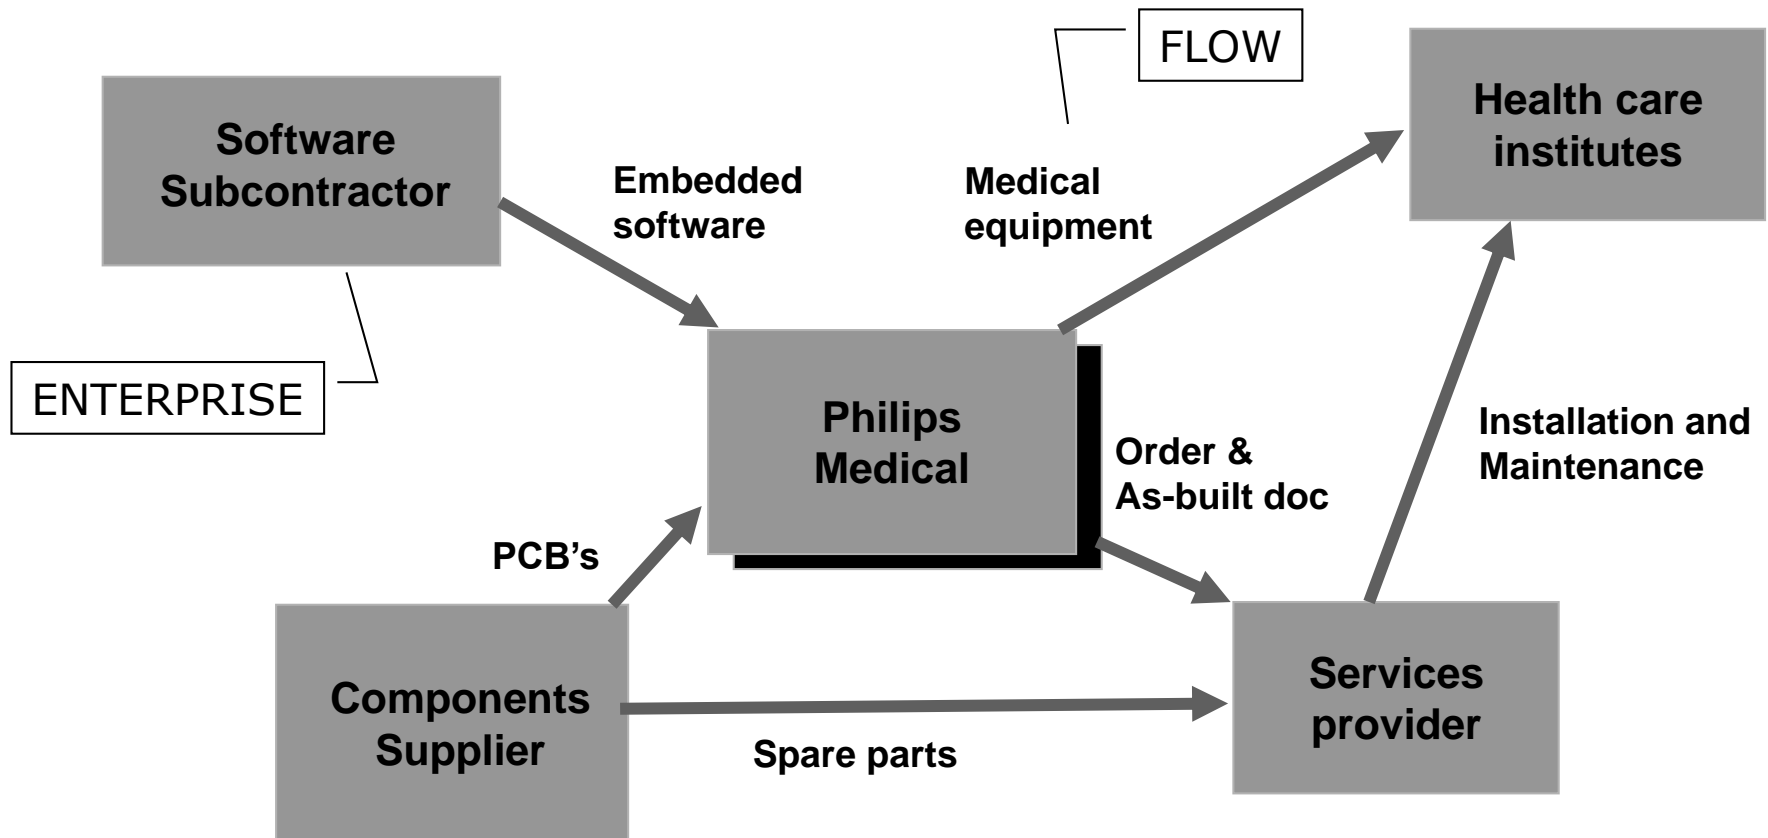 FLOW
Health care
institutes
Software
Subcontractor
Embedded
software
Medical
equipment
ENTERPRISE
Philips
Medical
Order &
As-built doc
Installation and
Maintenance
PCB’s
Components
Supplier
Spare parts
Services
provider